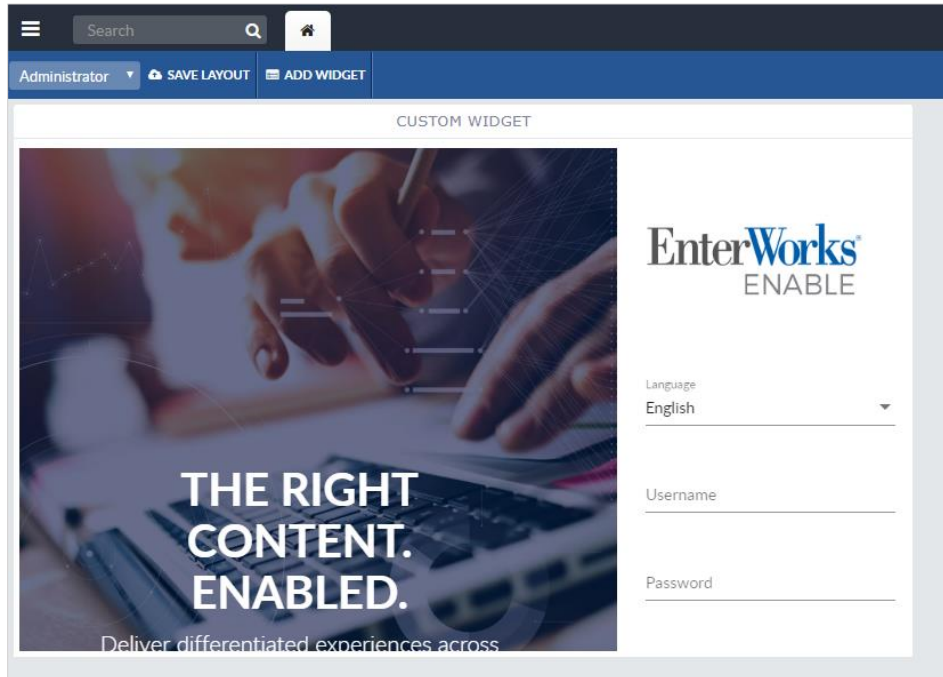 Search
Administrator SAVE LAYOUT ADD WIDGET
CUSTOM WIDGET
EnterWorks®
ENABLE
Language
English
Username
Password
THE RIGHT
CONTENT.
ENABLED.
Deliver differentiated experiences across